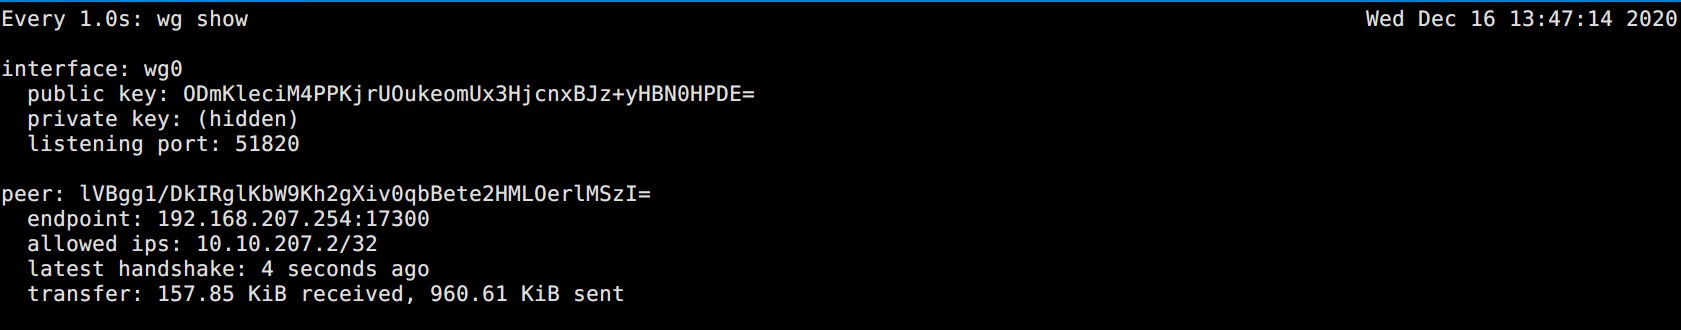 Every 1.0s: wg show Wed Dec 16 13:47:14 2020
interface: wg0
public key: ODmKleciM4PPKjrUOukeomUx3HjcnxBJz+yHBN0HPDE=
private key: (hidden)
listening port: 51820
peer: lVBgg1/DkIRglKbW9Kh2gXiv0qbBete2HMLOerlMSzI=
endpoint: 192.168.207.254:17300
allowed ips: 10.10.207.2/32
latest handshake: 4 seconds ago
transfer: 157.85 KiB received, 960.61 KiB sent